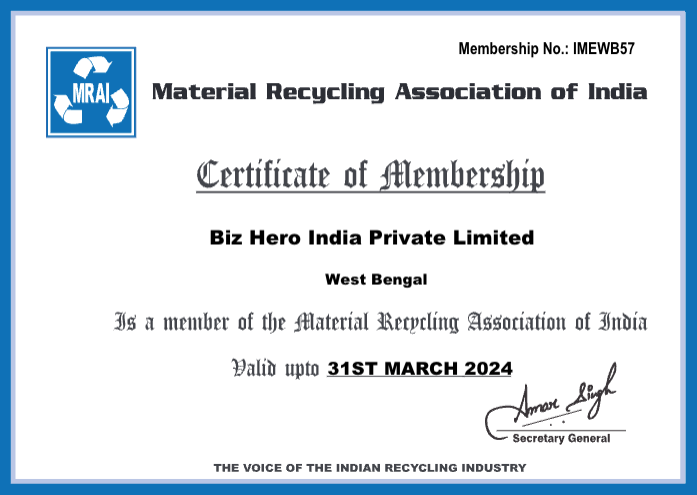 Membership No.: IMEWB57
MRAI
Material Recycling Association of India
Certificate of Membership
Biz Hero India Private Limited
West Bengal
Is a member of the Material Recycling Association of India
Valid upto 31ST MARCH 2024
Amar Singh
Secretary General
THE VOICE OF THE INDIAN RECYCLING INDUSTRY